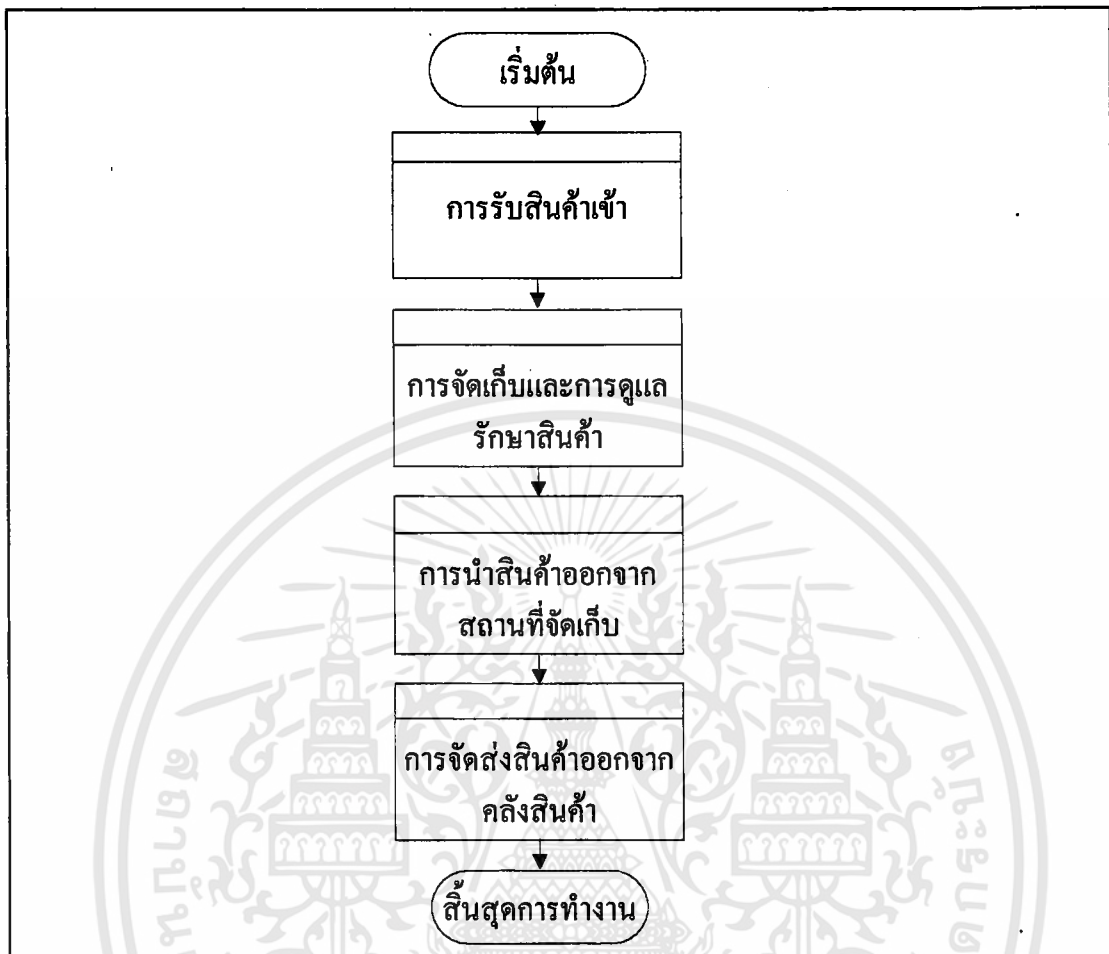 เริ่มต้น
การรับสินค้าเข้า
การจัดเก็บและการดูแล
รักษาสินค้า
การนำสินค้าออกจาก
สถานที่จัดเก็บ
การจัดส่งสินค้าออกจาก
คลังสินค้า
สิ้นสุดการทำงาน